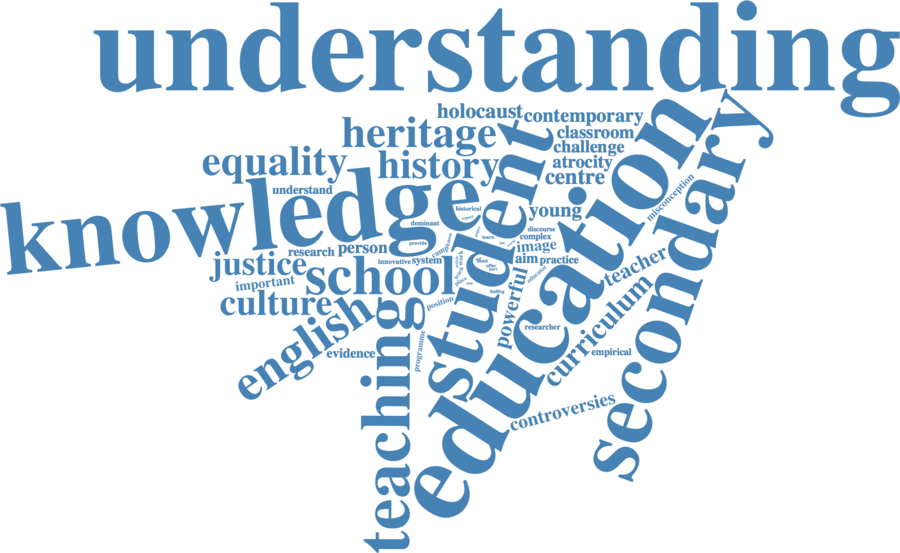 understanding
holocaust
contemporary
heritage
classroom
challenge
equality
history
atrocity
centre
understand
knowledge
student
education
secondary
misconception
young
historical
dominant
discourse
complex
provide
research
person
image
innovative
system
aim
practice
justice
important
school
teacher
culture
position
powerful
curriculum
english
researcher
evidence
programme
empirical
teaching
controversies
campaign
educator
finding